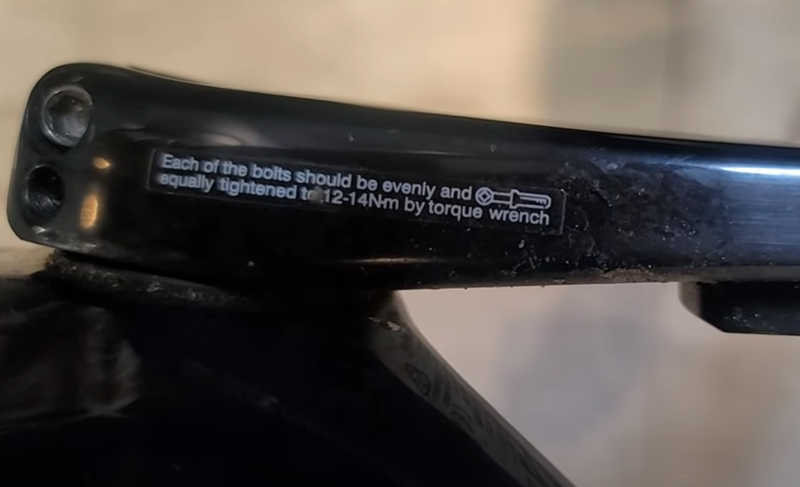 Each of the bolts should be evenly and
equally tightened to 12-14N·m by torque wrench